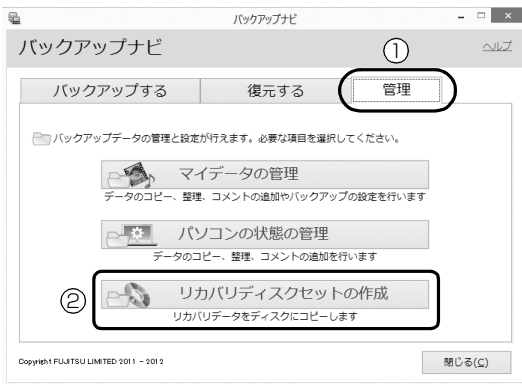 バックアップナビ
バックアップナビ
①
ヘルプ
バックアップする
復元する
管理
バックアップデータの管理と設定が行えます。必要な項目を選択してください。
マイデータの管理
データのコピー、整理、コメントの追加やバックアップの設定を行います
パソコンの状態の管理
データのコピー、整理、コメントの追加を行います
②
リカバリディスクセットの作成
リカバリデータをディスクにコピーします
Copyright FUJITSU LIMITED 2011 - 2012
閉じる(C)